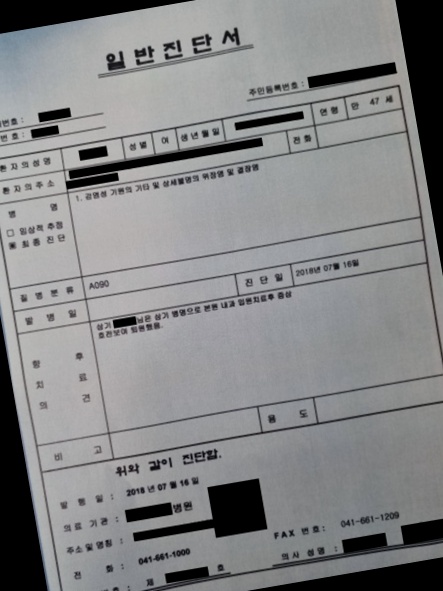 일반진단서
번호 :
주민등록번호 :
번호 :
환자의성명 성별 여 생년월일 연령 만 47 세
환자의주소 전화
병 명 1. 감염성 기원의 기타 및 상세불명의 위장염 및 결장염
□ 임상적 추정
▣ 최종 진단
질병분류 A090
발병일 진단일 2018년 07월 16일
향후 치료 의견 상기 님은 상기 병명으로 본원 내과 입원치료후 증상
호전보여 퇴원했음.
비고 용도
위와 같이 진단함.
발행일 : 2018 년 07 월 16 일
의료기관 : 병원
주소및명칭 :
전화 : 041-661-1000 FAX 번호 : 041-661-1209
호 : 제 호 의사성명 :